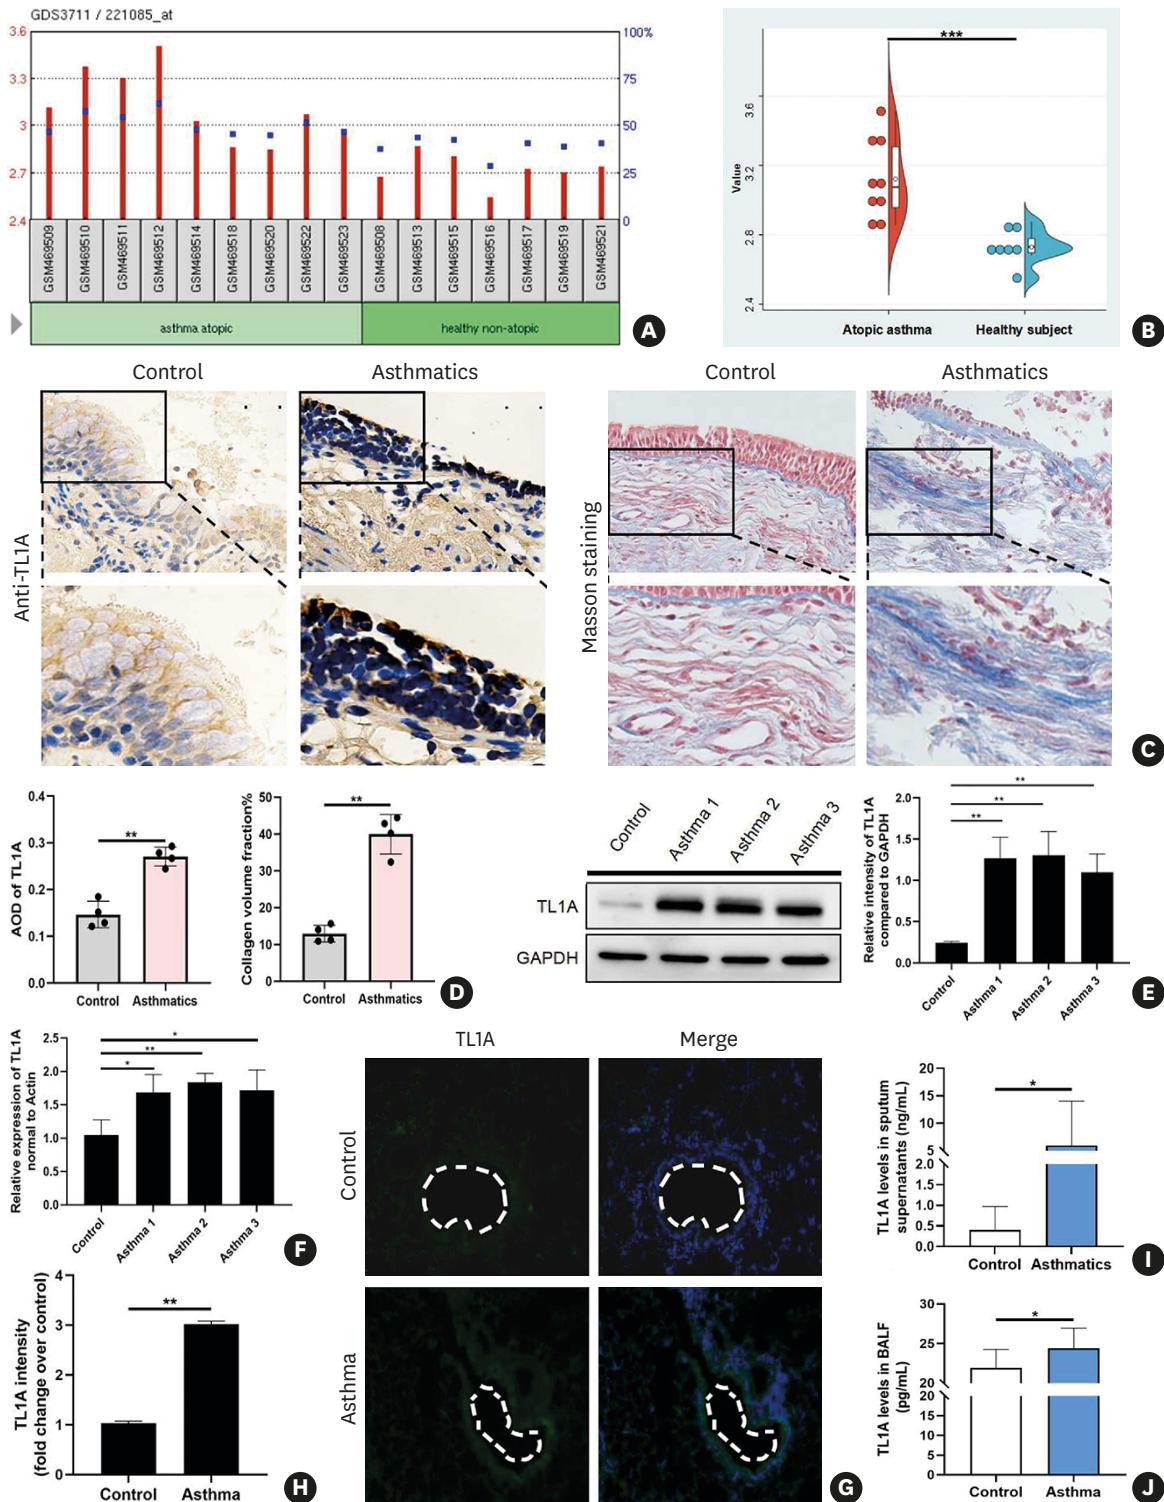 GDS3711 / 221085_at
3.6
3.3
3
2.7
2.4
100%
75
50
25
0
GSM469509
GSM469510
GSM469511
GSM469512
GSM469514
GSM469518
GSM469520
GSM469522
GSM469523
GSM469508
GSM469513
GSM469515
GSM469516
GSM469517
GSM469519
GSM469521
asthma atopic
healthy non-atopic
A
***
Value
3.6
3.2
2.8
2.4
Atopic asthma
Healthy subject
B
Control
Asthmatics
Anti-TL1A
Control
Asthmatics
Masson staining
C
AOD of TL1A
0.4
0.3
0.2
0.1
0.0
**
Control
Asthmatics
Collagen volume fraction%
50
40
30
20
10
0
**
Control
Asthmatics
D
Control
Asthma 1
Asthma 2
Asthma 3
TL1A
GAPDH
Relative intensity of TL1A
compared to GAPDH
2.0
1.5
1.0
0.5
0.0
**
**
**
Control
Asthma 1
Asthma 2
Asthma 3
E
Relative expression of TL1A
normal to Actin
2.5
2.0
1.5
1.0
0.5
0.0
*
**
*
Control
Asthma 1
Asthma 2
Asthma 3
F
TL1A
Merge
Control
Asthma
G
TL1A intensity
(fold change over control)
4
3
2
1
0
**
Control
Asthma
H
TL1A levels in sputum
supernatants (ng/mL)
20
15
10
5
2.0
1.5
1.0
0.5
0.0
*
Control
Asthmatics
I
TL1A levels in BALF
(pg/mL)
30
25
20
20
15
10
5
0
*
Control
Asthma
J